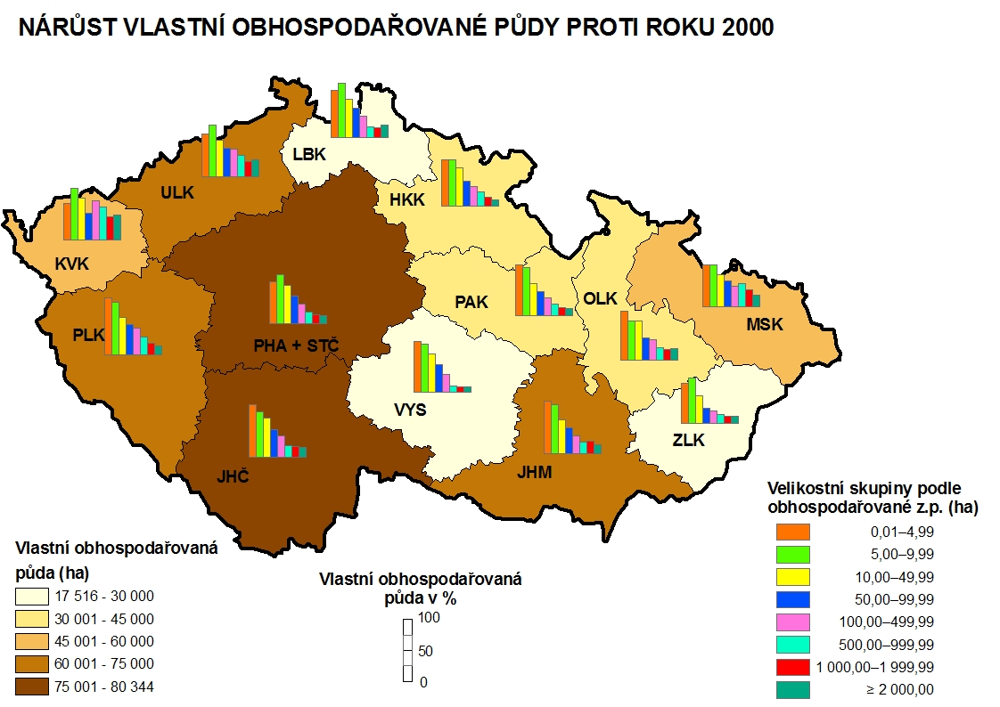 NÁRŮST VLASTNÍ OBHOSPODAŘOVANÉ PŮDY PROTI ROKU 2000
LBK
ULK
HKK
KVK
PAK
OLK
MSK
PLK
PHA + STČ
VYS
ZLK
JHČ
JHM
Vlastní obhospodařovaná
půda (ha)
17 516 - 30 000
30 001 - 45 000
45 001 - 60 000
60 001 - 75 000
75 001 - 80 344
Vlastní obhospodařovaná
půda v %
100
50
0
Velikostní skupiny podle
obhospodařované z.p. (ha)
0,01–4,99
5,00–9,99
10,00–49,99
50,00–99,99
100,00–499,99
500,00–999,99
1 000,00–1 999,99
≥ 2 000,00